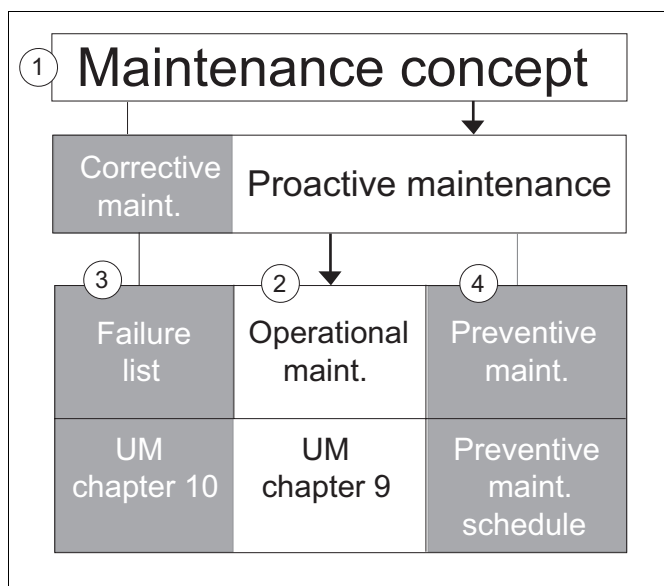 1
Maintenance concept
Corrective
maint.
Proactive maintenance
3
Failure
list
2
Operational
maint.
4
Preventive
maint.
UM
chapter 10
UM
chapter 9
Preventive
maint.
schedule